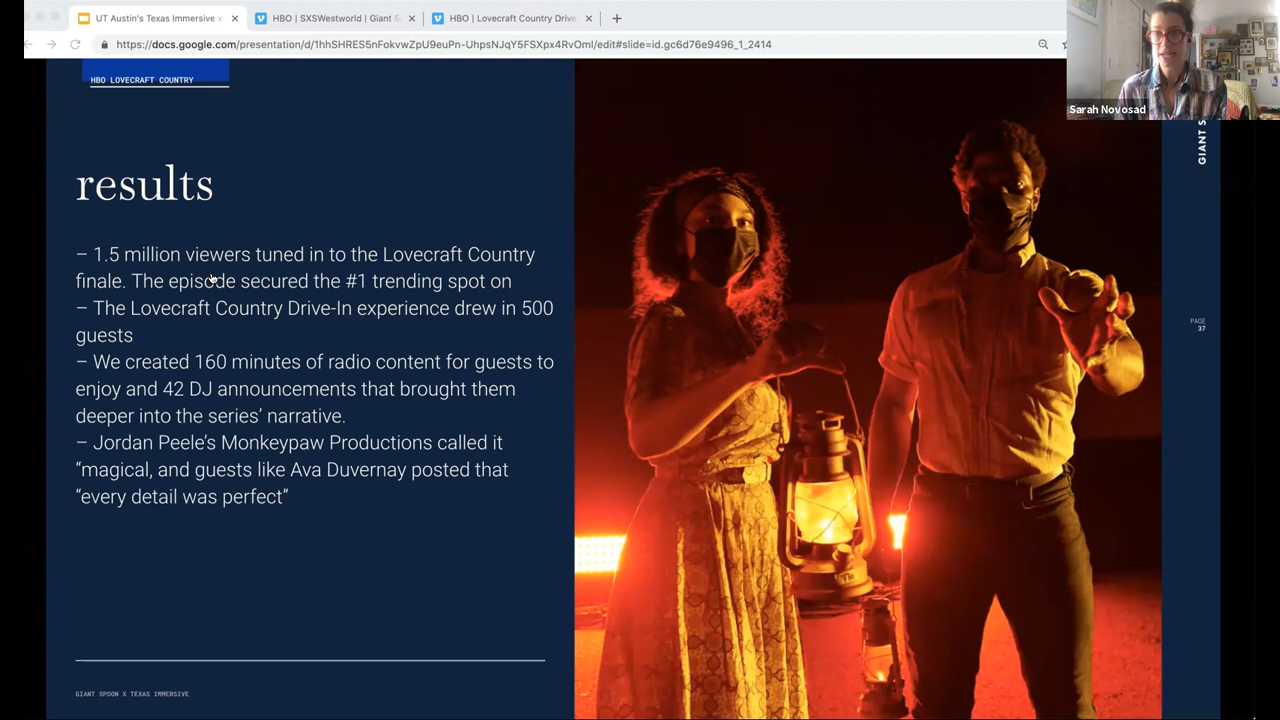 UT Austin's Texas Immersive x
HBO | SXSWestworld | Giant S
HBO | Lovecraft Country Drive
https://docs.google.com/presentation/d/1hhSHRES5nFokvwZpU9euPn-UhpsNJqY5FSXpx4RvOmI/edit#slide=id.gc6d76e9496_1_2414
Sarah Novosad
HBO LOVECRAFT COUNTRY
GIANT S
results
– 1.5 million viewers tuned in to the Lovecraft Country
finale. The episode secured the #1 trending spot on
– The Lovecraft Country Drive-In experience drew in 500
guests
– We created 160 minutes of radio content for guests to
enjoy and 42 DJ announcements that brought them
deeper into the series’ narrative.
– Jordan Peele’s Monkeypaw Productions called it
“magical, and guests like Ava Duvernay posted that
“every detail was perfect”
PAGE
37
GIANT SPOON X TEXAS IMMERSIVE